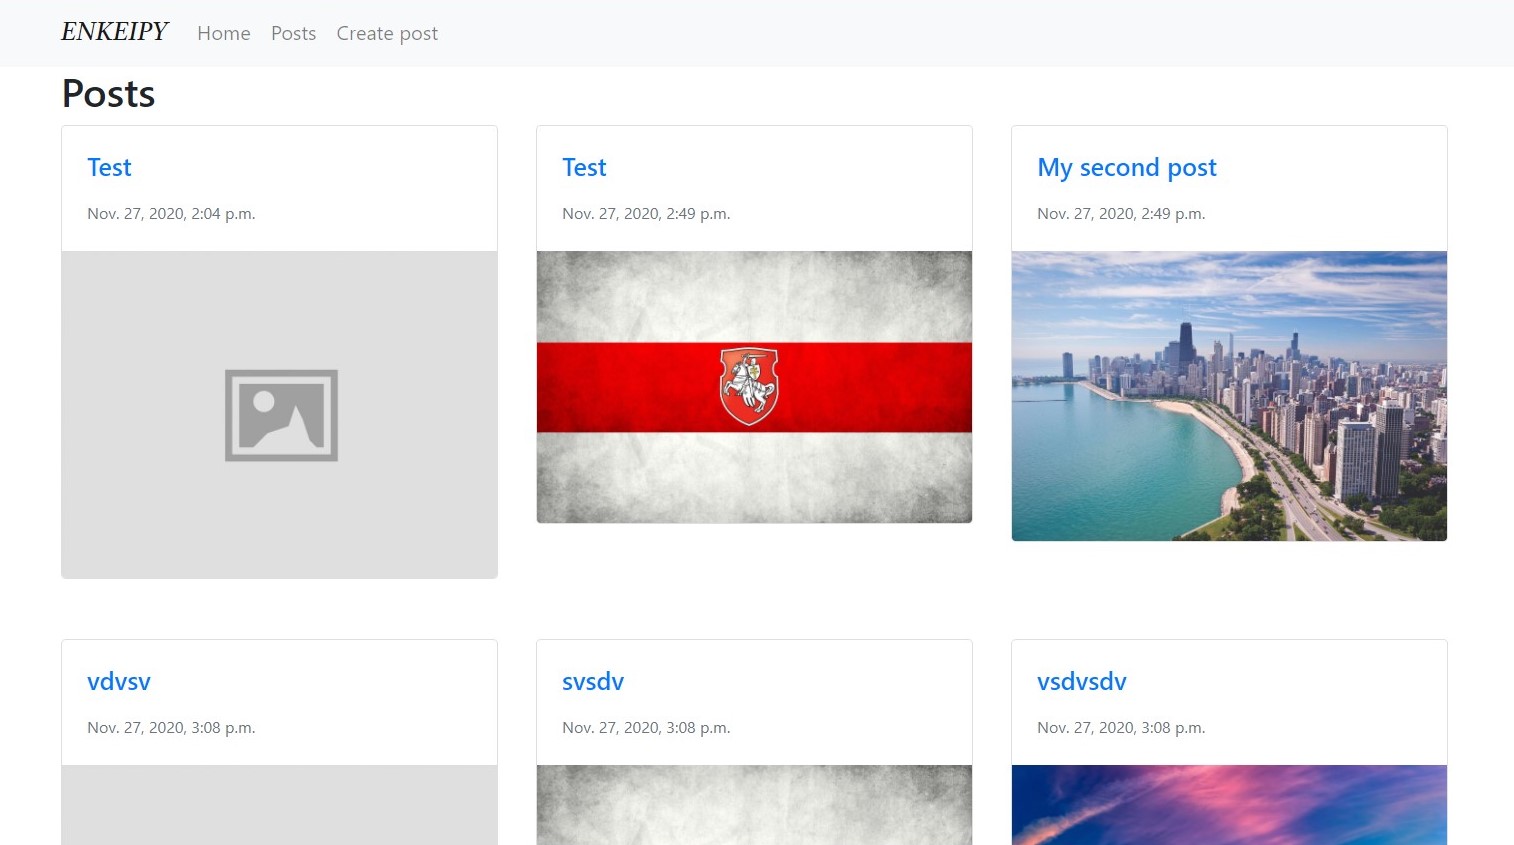 ENKEIPY Home Posts Create post
Posts
Test
Nov. 27, 2020, 2:04 p.m.
Test
Nov. 27, 2020, 2:49 p.m.
My second post
Nov. 27, 2020, 2:49 p.m.
vdvsv
Nov. 27, 2020, 3:08 p.m.
svsdv
Nov. 27, 2020, 3:08 p.m.
vsdvsdv
Nov. 27, 2020, 3:08 p.m.